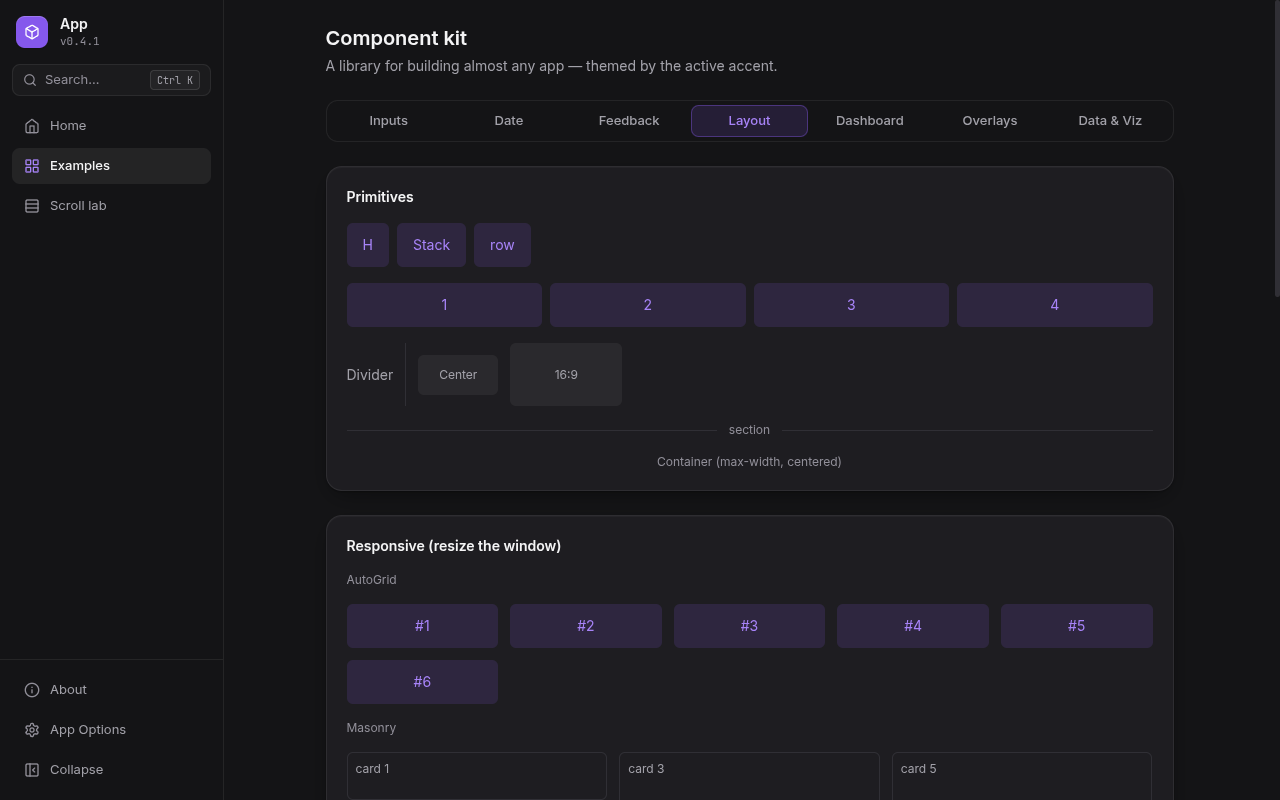 App
v0.4.1
Search...
Ctrl K
Home
Examples
Scroll lab
About
App Options
Collapse
Component kit
A library for building almost any app — themed by the active accent.
Inputs
Date
Feedback
Layout
Dashboard
Overlays
Data & Viz
Primitives
H
Stack
row
1
2
3
4
Divider
Center
16:9
section
Container (max-width, centered)
Responsive (resize the window)
AutoGrid
#1
#2
#3
#4
#5
#6
Masonry
card 1
card 3
card 5